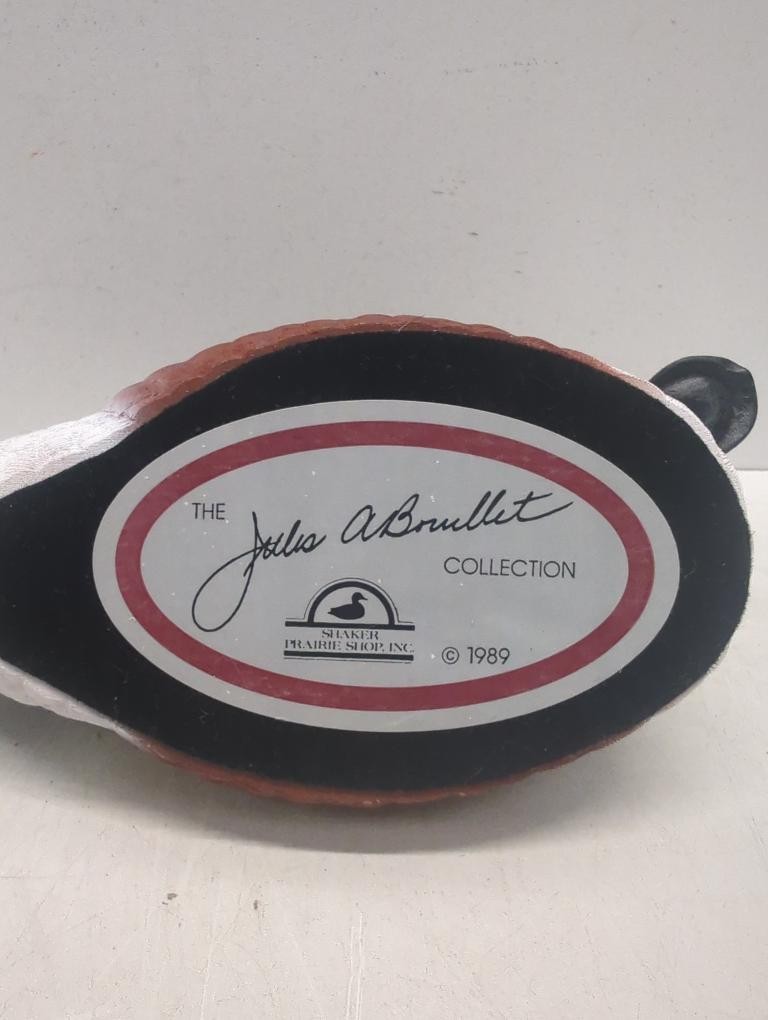 THE
Jules A Bouillet
COLLECTION
SHAKER
PRAIRIE SHOP, INC.
© 1989